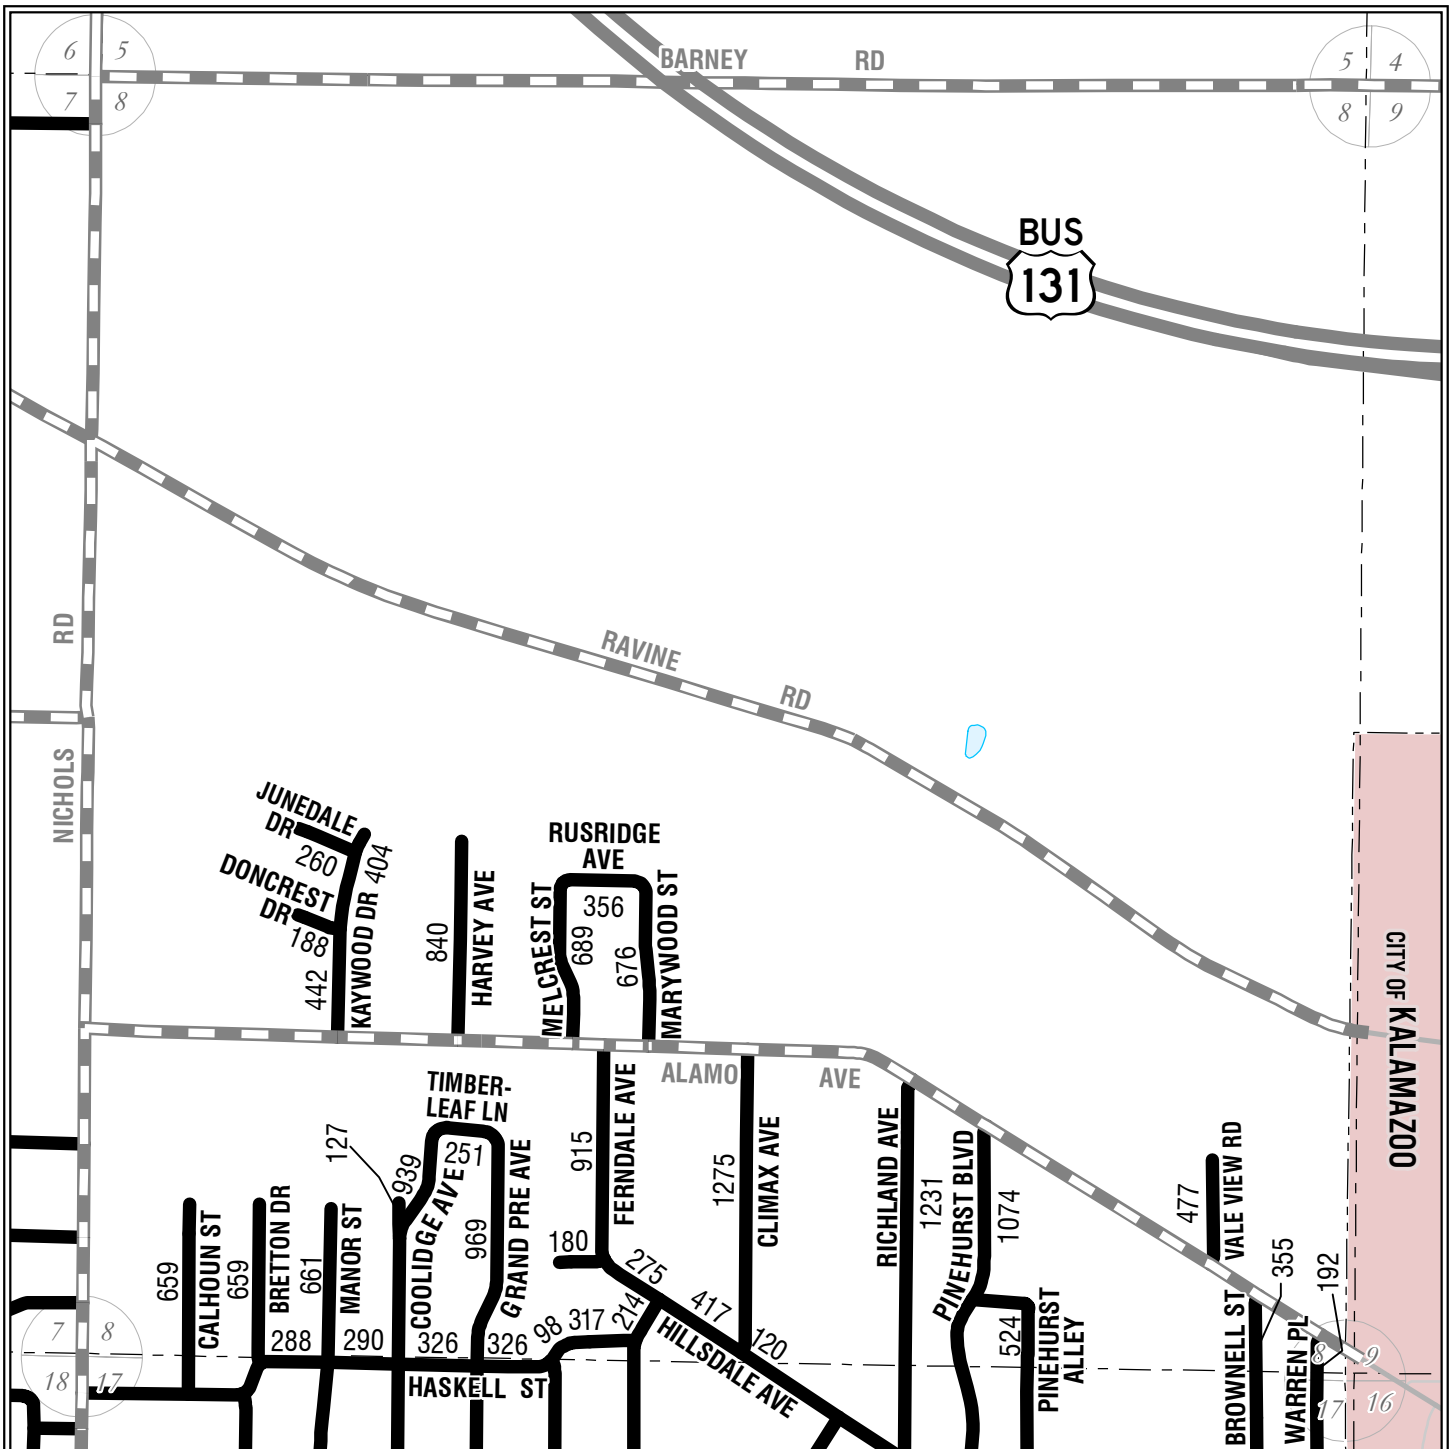 6 5
7 8
BARNEY RD
5 4
8 9
BUS
131
RAVINE RD
NICHOLS RD
JUNEDALE
DR
260
404
DONCREST
DR
188
442
KAYWOOD DR
840
HARVEY AVE
RUSRIDGE
AVE
356
MELCREST ST
689
676
MARYWOOD ST
CITY OF KALAMAZOO
ALAMO AVE
TIMBER-
LEAF LN
251
127
939
COOLIDGE AVE
969
GRAND PRE AVE
915
FERNDALE AVE
1275
CLIMAX AVE
RICHLAND AVE
1231
PINEHURST BLVD
1074
477
VALE VIEW RD
659
CALHOUN ST
659
BRETTON DR
661
MANOR ST
180
275
214
417
120
HILLSDALE AVE
288
290
326
326
98
317
HASKELL ST
524
PINEHURST
ALLEY
BROWNELL ST
355
WARREN PL
192
7 8
18 17
8 9
17 16